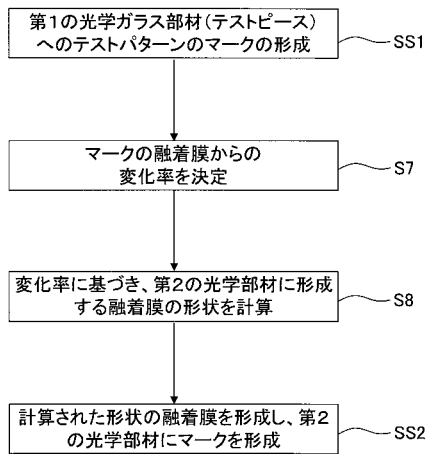 第1の光学ガラス部材(テストピース)
へのテストパターンのマークの形成
SS1
マークの融着膜からの
変化率を決定
S7
変化率に基づき、第2の光学部材に形成
する融着膜の形状を計算
S8
計算された形状の融着膜を形成し、第2
の光学部材にマークを形成
SS2